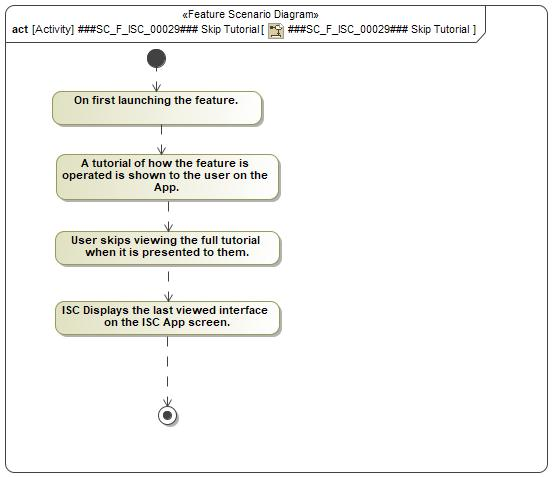 «Feature Scenario Diagram»
act [Activity] ###SC_F_ISC_00029### Skip Tutorial[ ###SC_F_ISC_00029### Skip Tutorial ]
On first launching the feature.
A tutorial of how the feature is
operated is shown to the user on the
App.
User skips viewing the full tutorial
when it is presented to them.
ISC Displays the last viewed interface
on the ISC App screen.